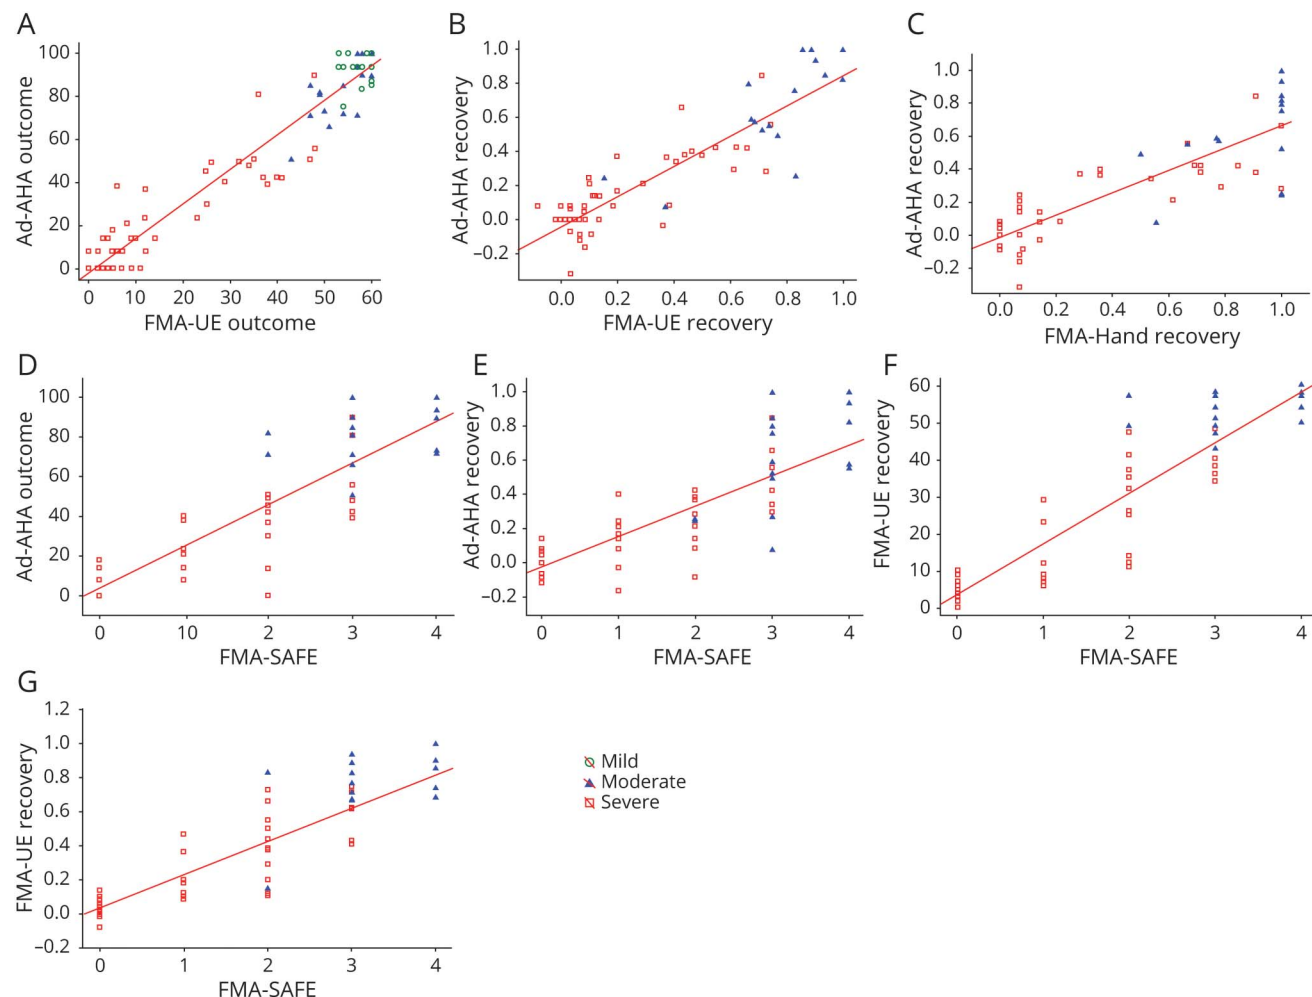 A
Ad-AHA outcome
100
80
60
40
20
0
0 10 20 30 40 50 60
FMA-UE outcome
B
Ad-AHA recovery
1.0
0.8
0.6
0.4
0.2
0.0
–0.2
0.0 0.2 0.4 0.6 0.8 1.0
FMA-UE recovery
C
Ad-AHA recovery
1.0
0.8
0.6
0.4
0.2
0.0
–0.2
0.0 0.2 0.4 0.6 0.8 1.0
FMA-Hand recovery
D
Ad-AHA outcome
100
80
60
40
20
0
0 10 2 3 4
FMA-SAFE
E
Ad-AHA recovery
1.0
0.8
0.6
0.4
0.2
0.0
–0.2
0 1 2 3 4
FMA-SAFE
F
FMA-UE recovery
60
50
40
30
20
10
0
0 1 2 3 4
FMA-SAFE
G
FMA-UE recovery
1.2
1.0
0.8
0.6
0.4
0.2
0.0
–0.2
0 1 2 3 4
FMA-SAFE
Mild
Moderate
Severe